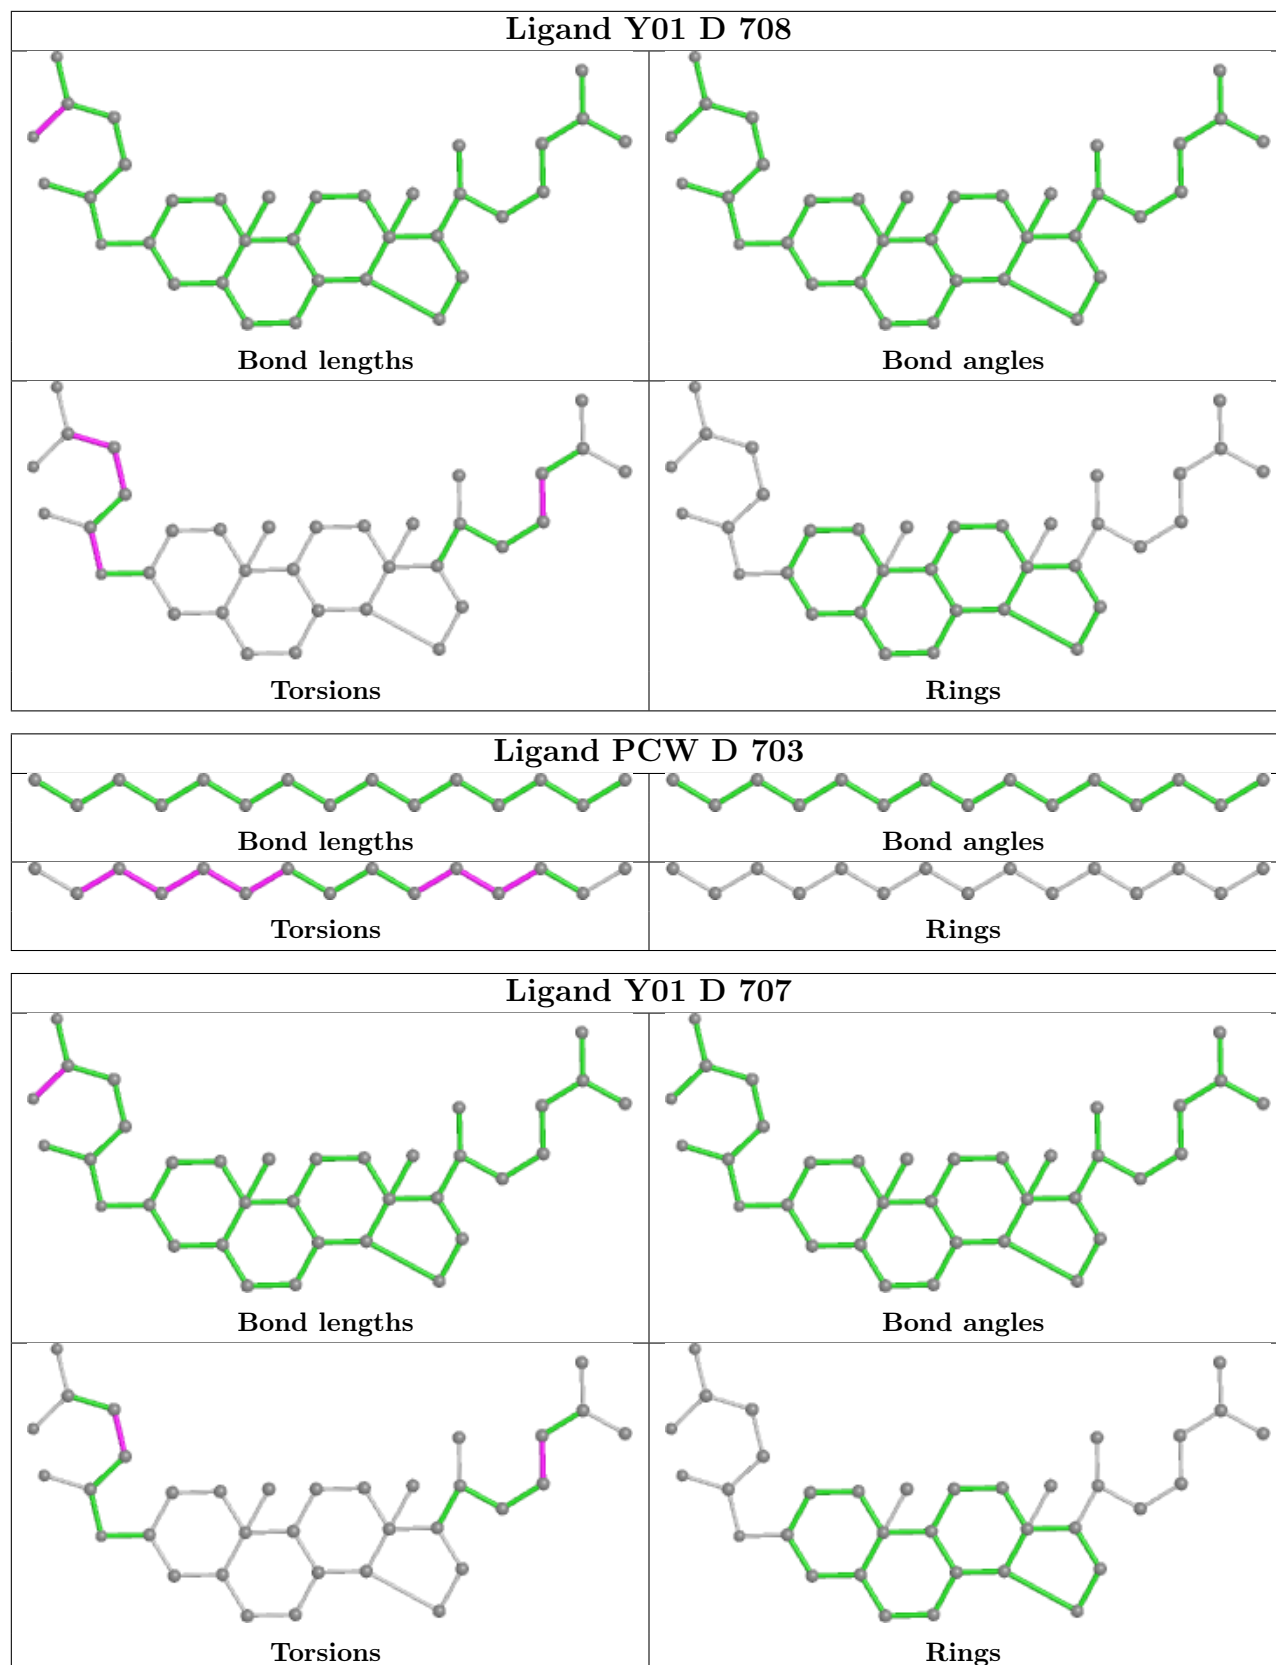 Ligand Y01 D 708
Bond lengths
Bond angles
Torsions
Rings
Ligand PCW D 703
Bond lengths
Bond angles
Torsions
Rings
Ligand Y01 D 707
Bond lengths
Bond angles
Torsions
Rings